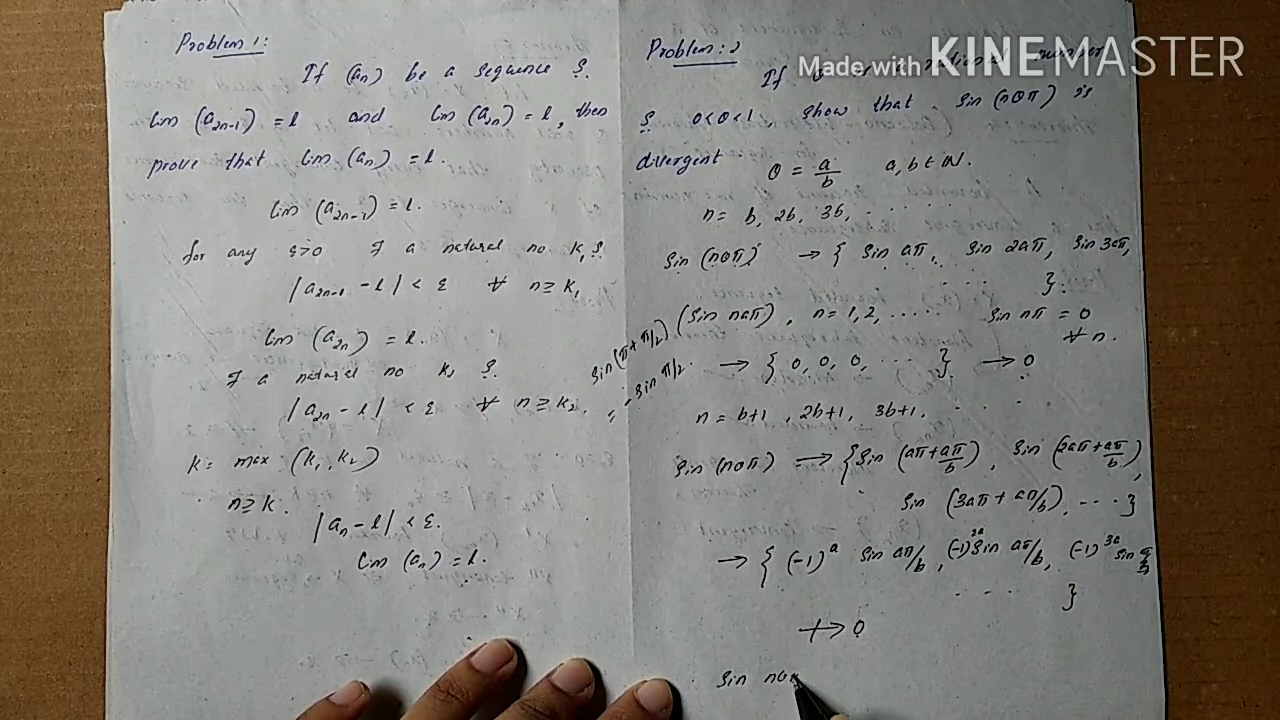 Made with KINEMASTER
Problem 1:
If (an) be a sequence S.
lim (a2n-1) = l and lim (a2n) = l, then
prove that lim (an) = l.
lim (a2n-1) = l.
for any ε>0 ∃ a natural no k1 S.
|a2n-1 - l| < ε ∀ n≥k1
lim (a2n) = l.
∃ a natural no k2 S.
|a2n - l| < ε ∀ n≥k2.
k = max (k1, k2)
n≥k.
|an - l| < ε.
lim (an) = l.
Problem: 2
If
S 0<θ<1, show that sin (nθπ) is
divergent.
θ = a/b a, b ∈ N.
n = b, 2b, 3b, . . . . . .
sin (nθπ) → { sin aπ, sin 2aπ, sin 3aπ,
. . . . }.
(sin naπ), n = 1,2, ..... sin nπ = 0
∀ n.
sin(π+π/2)
sin π/2.
→ { 0, 0, 0, .... } → 0
n = b+1, 2b+1, 3b+1, . . . .
sin (nθπ) → { sin (aπ + aπ/b), sin (2aπ + aπ/b),
sin (3aπ + aπ/b), ... }
→ { (-1)^a sin aπ/b, (-1)^2a sin aπ/b, (-1)^3a sin a
. . . . }
↛ 0
sin nθ